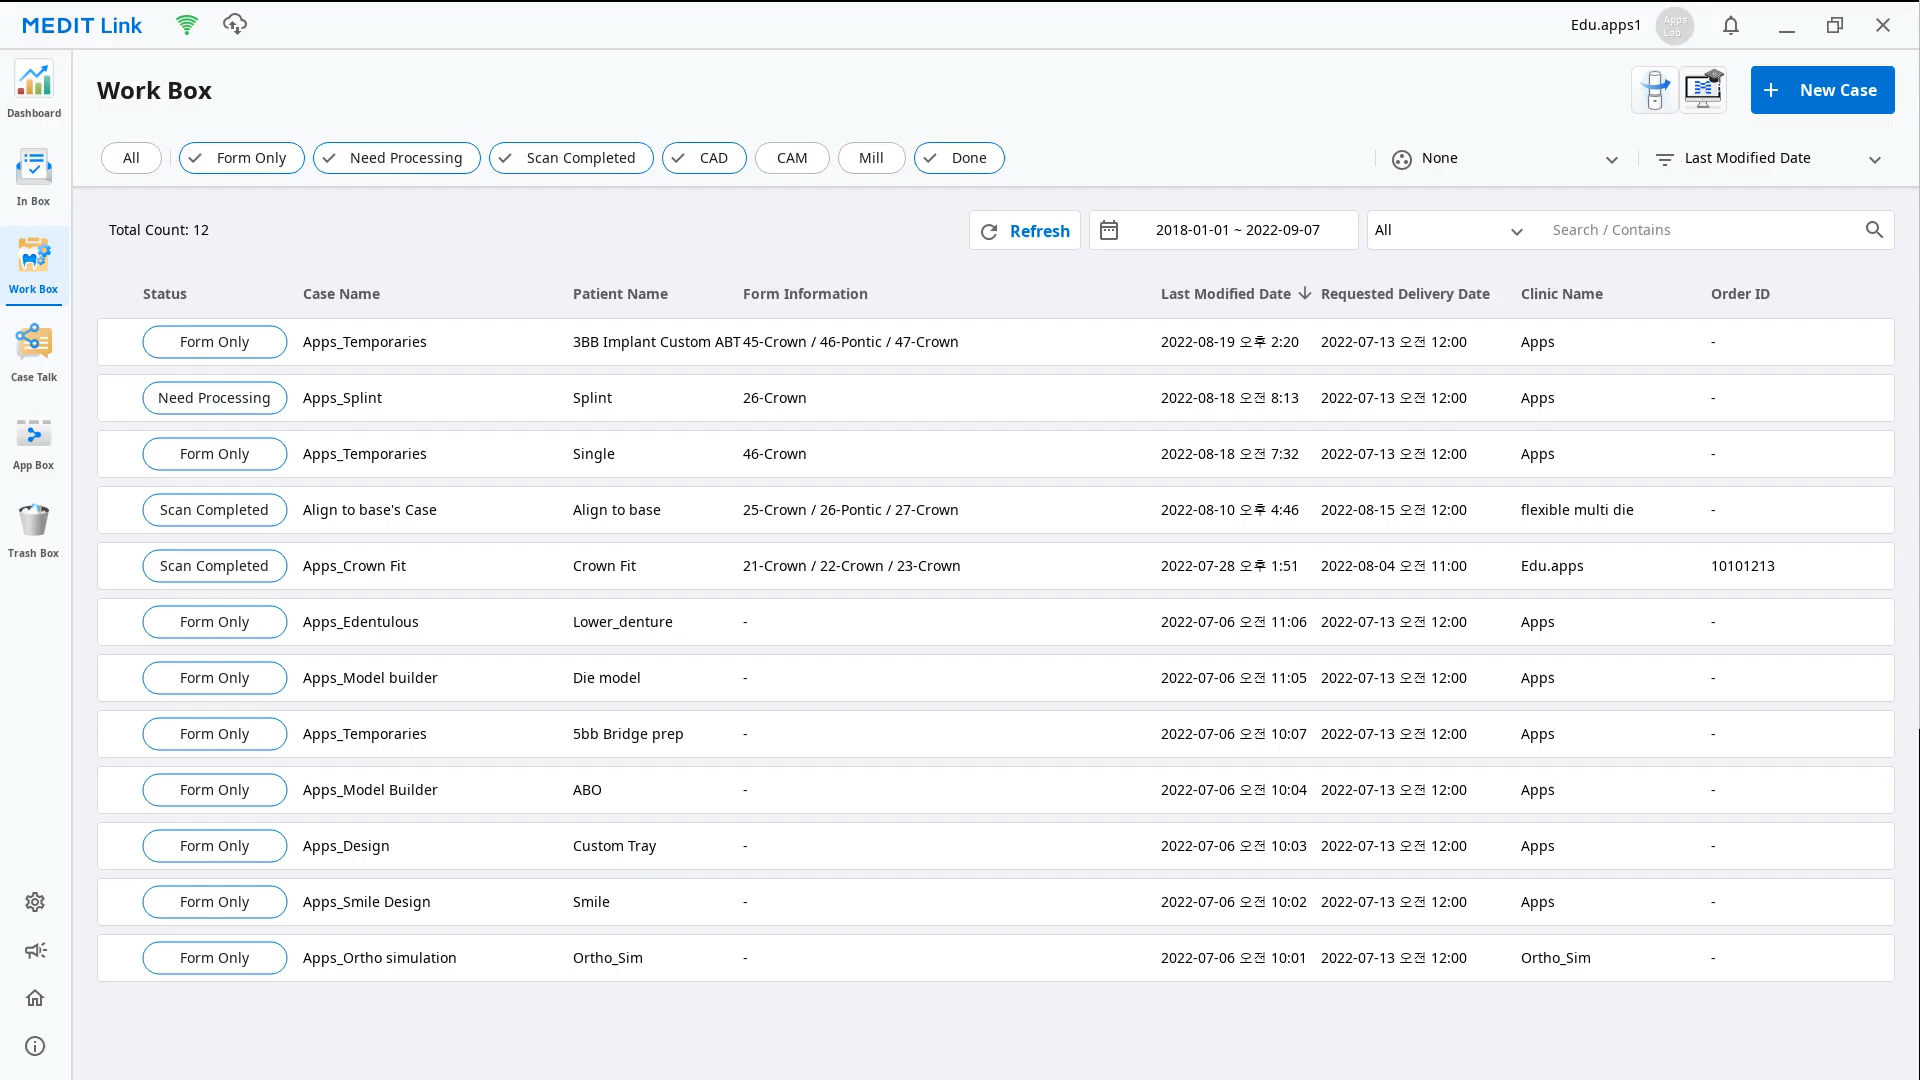 MEDIT Link
Edu.apps1
Apps
Lab
Dashboard
In Box
Work Box
Case Talk
App Box
Trash Box
Work Box
New Case
All
Form Only
Need Processing
Scan Completed
CAD
CAM
Mill
Done
None
Last Modified Date
Total Count: 12
Refresh
2018-01-01 ~ 2022-09-07
All
Search / Contains
Status Case Name Patient Name Form Information Last Modified Date Requested Delivery Date Clinic Name Order ID
Form Only Apps_Temporaries 3BB Implant Custom ABT 45-Crown / 46-Pontic / 47-Crown 2022-08-19 오후 2:20 2022-07-13 오전 12:00 Apps -
Need Processing Apps_Splint Splint 26-Crown 2022-08-18 오전 8:13 2022-07-13 오전 12:00 Apps -
Form Only Apps_Temporaries Single 46-Crown 2022-08-18 오전 7:32 2022-07-13 오전 12:00 Apps -
Scan Completed Align to base's Case Align to base 25-Crown / 26-Pontic / 27-Crown 2022-08-10 오후 4:46 2022-08-15 오전 12:00 flexible multi die -
Scan Completed Apps_Crown Fit Crown Fit 21-Crown / 22-Crown / 23-Crown 2022-07-28 오후 1:51 2022-08-04 오전 11:00 Edu.apps 10101213
Form Only Apps_Edentulous Lower_denture - 2022-07-06 오전 11:06 2022-07-13 오전 12:00 Apps -
Form Only Apps_Model builder Die model - 2022-07-06 오전 11:05 2022-07-13 오전 12:00 Apps -
Form Only Apps_Temporaries 5bb Bridge prep - 2022-07-06 오전 10:07 2022-07-13 오전 12:00 Apps -
Form Only Apps_Model Builder ABO - 2022-07-06 오전 10:04 2022-07-13 오전 12:00 Apps -
Form Only Apps_Design Custom Tray - 2022-07-06 오전 10:03 2022-07-13 오전 12:00 Apps -
Form Only Apps_Smile Design Smile - 2022-07-06 오전 10:02 2022-07-13 오전 12:00 Apps -
Form Only Apps_Ortho simulation Ortho_Sim - 2022-07-06 오전 10:01 2022-07-13 오전 12:00 Ortho_Sim -